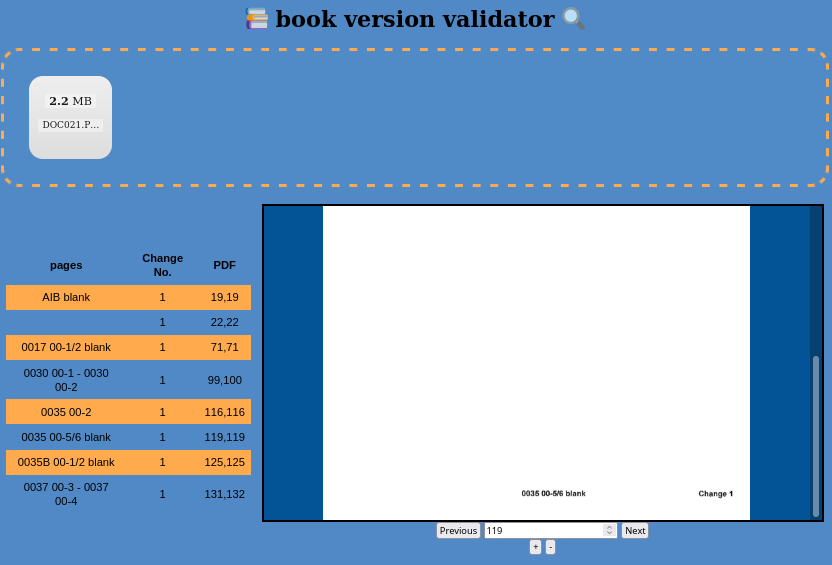 book version validator
2.2 MB
DOC021.P...
pages Change No. PDF
AIB blank 1 19,19
1 22,22
0017 00-1/2 blank 1 71,71
0030 00-1 - 0030 00-2 1 99,100
0035 00-2 1 116,116
0035 00-5/6 blank 1 119,119
0035B 00-1/2 blank 1 125,125
0037 00-3 - 0037 00-4 1 131,132
0035 00-5/6 blank Change 1
Previous 119 Next
+ -